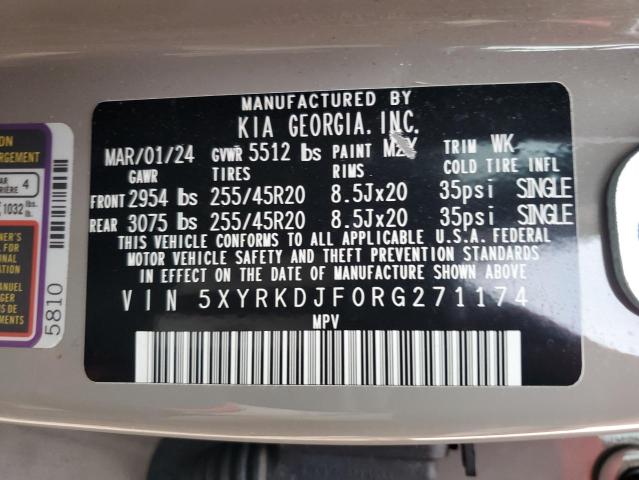 MANUFACTURED BY
KIA GEORGIA, INC.
MAR/01/24 GVWR 5512 lbs PAINT TRIM WK
GAWR TIRES RIMS COLD TIRE INFL
FRONT 2954 lbs 255/45R20 8.5Jx20 35psi SINGLE
REAR 3075 lbs 255/45R20 8.5Jx20 35psi SINGLE
THIS VEHICLE CONFORMS TO ALL APPLICABLE U.S.A. FEDERAL
MOTOR VEHICLE SAFETY AND THEFT PREVENTION STANDARDS
IN EFFECT ON THE DATE OF MANUFACTURE SHOWN ABOVE
VIN 5XYRKDJF0RG271174
MPV
4
1032 lb.
5810